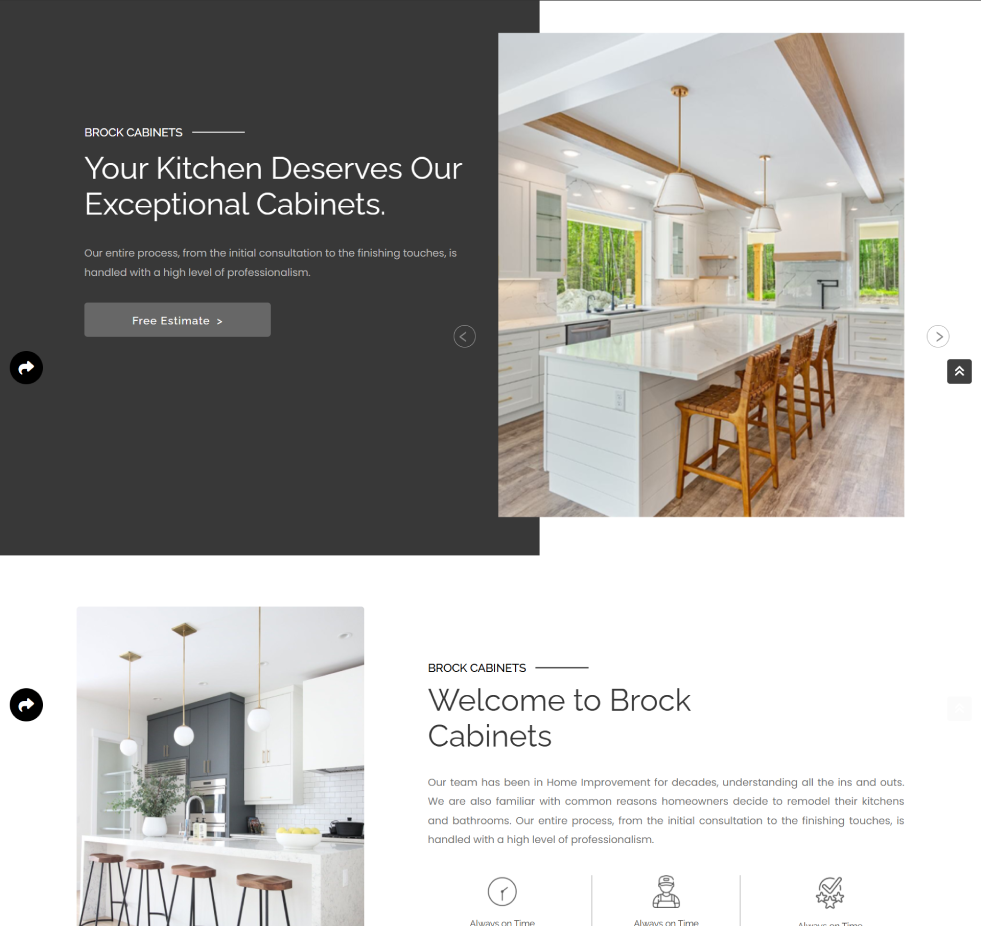 BROCK CABINETS
Your Kitchen Deserves Our
Exceptional Cabinets.
Our entire process, from the initial consultation to the finishing touches, is
handled with a high level of professionalism.
Free Estimate >
BROCK CABINETS
Welcome to Brock
Cabinets
Our team has been in Home Improvement for decades, understanding all the ins and outs.
We are also familiar with common reasons homeowners decide to remodel their kitchens
and bathrooms. Our entire process, from the initial consultation to the finishing touches, is
handled with a high level of professionalism.
Always on Time
Always on Time
Always on Time